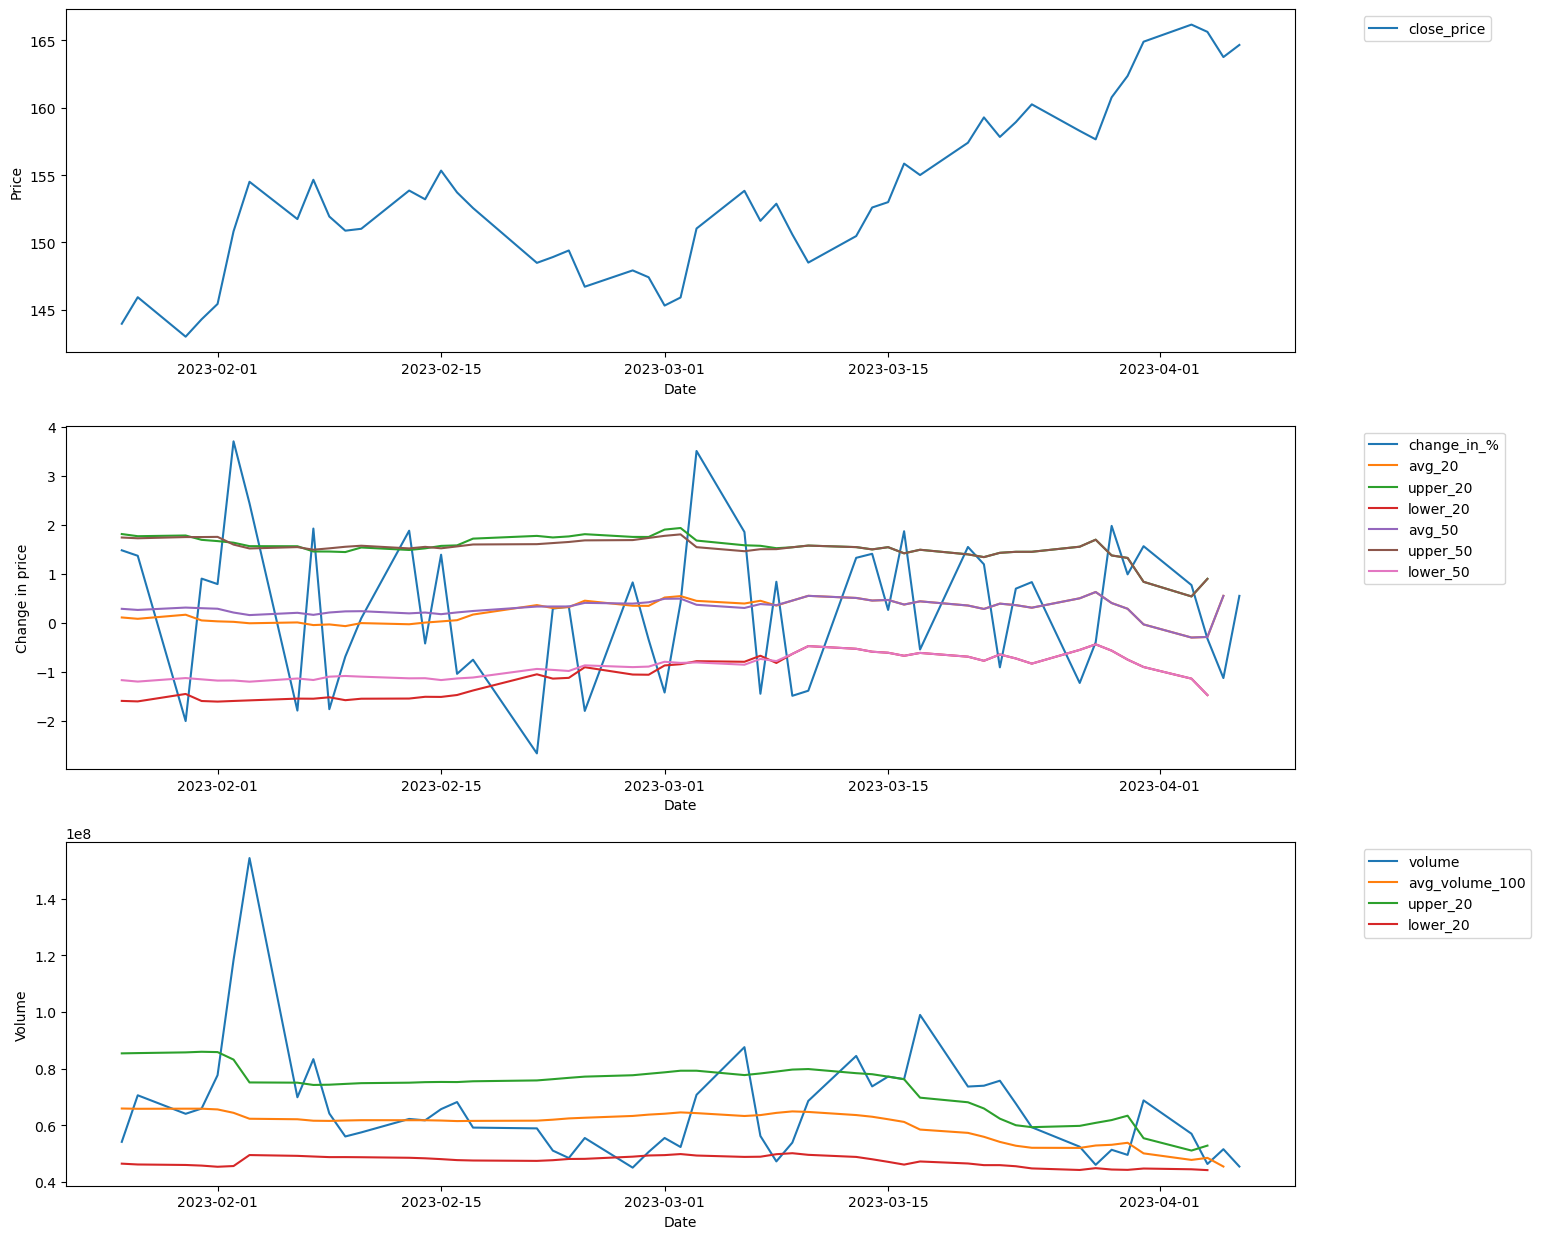 165
160
155
150
145
Price
2023-02-01
2023-02-15
2023-03-01
2023-03-15
2023-04-01
Date
close_price
4
3
2
1
0
−1
−2
Change in price
2023-02-01
2023-02-15
2023-03-01
2023-03-15
2023-04-01
Date
change_in_%
avg_20
upper_20
lower_20
avg_50
upper_50
lower_50
1e8
1.4
1.2
1.0
0.8
0.6
0.4
Volume
2023-02-01
2023-02-15
2023-03-01
2023-03-15
2023-04-01
Date
volume
avg_volume_100
upper_20
lower_20